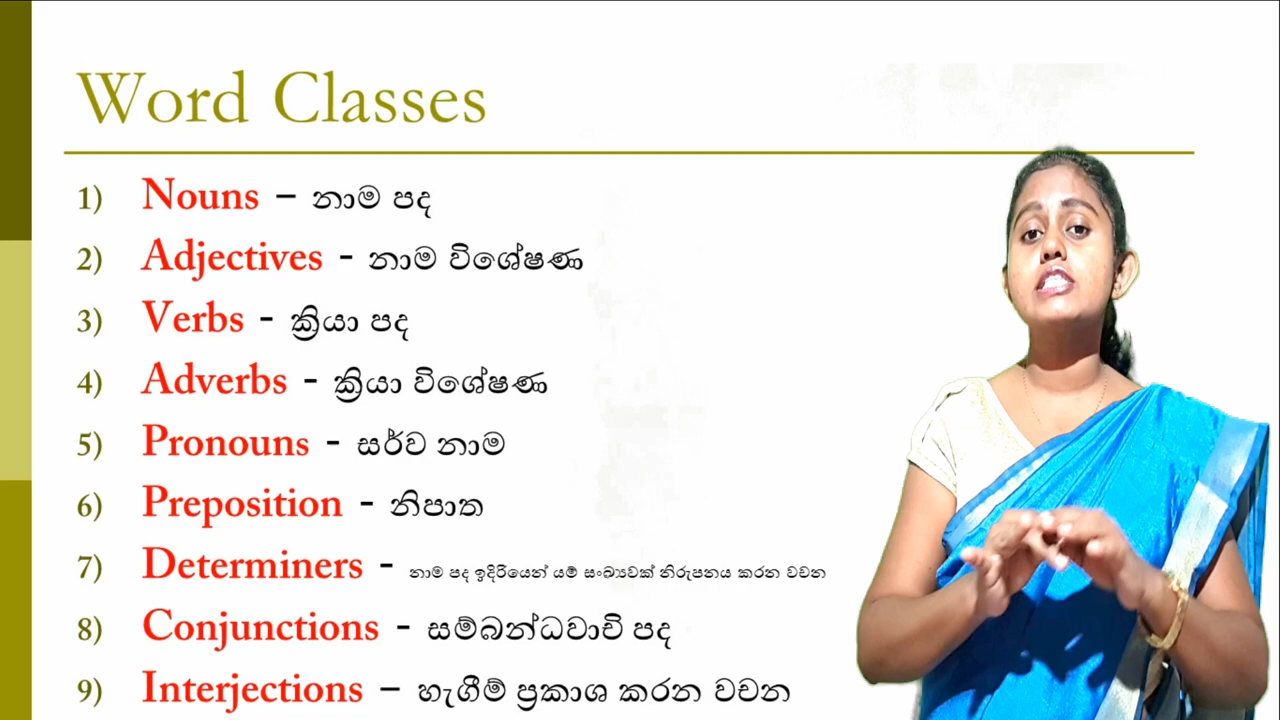 Word Classes
1) Nouns – නාම පද
2) Adjectives - නාම විශේෂණ
3) Verbs - ක්‍රියා පද
4) Adverbs - ක්‍රියා විශේෂණ
5) Pronouns - සර්ව නාම
6) Preposition - නිපාත
7) Determiners - නාම පද ඉදිරියෙන් යම් සංඛ්‍යවක් නිරුපනය කරන වචන
8) Conjunctions - සම්බන්ධවාචි පද
9) Interjections – හැගීම් ප්‍රකාශ කරන වචන